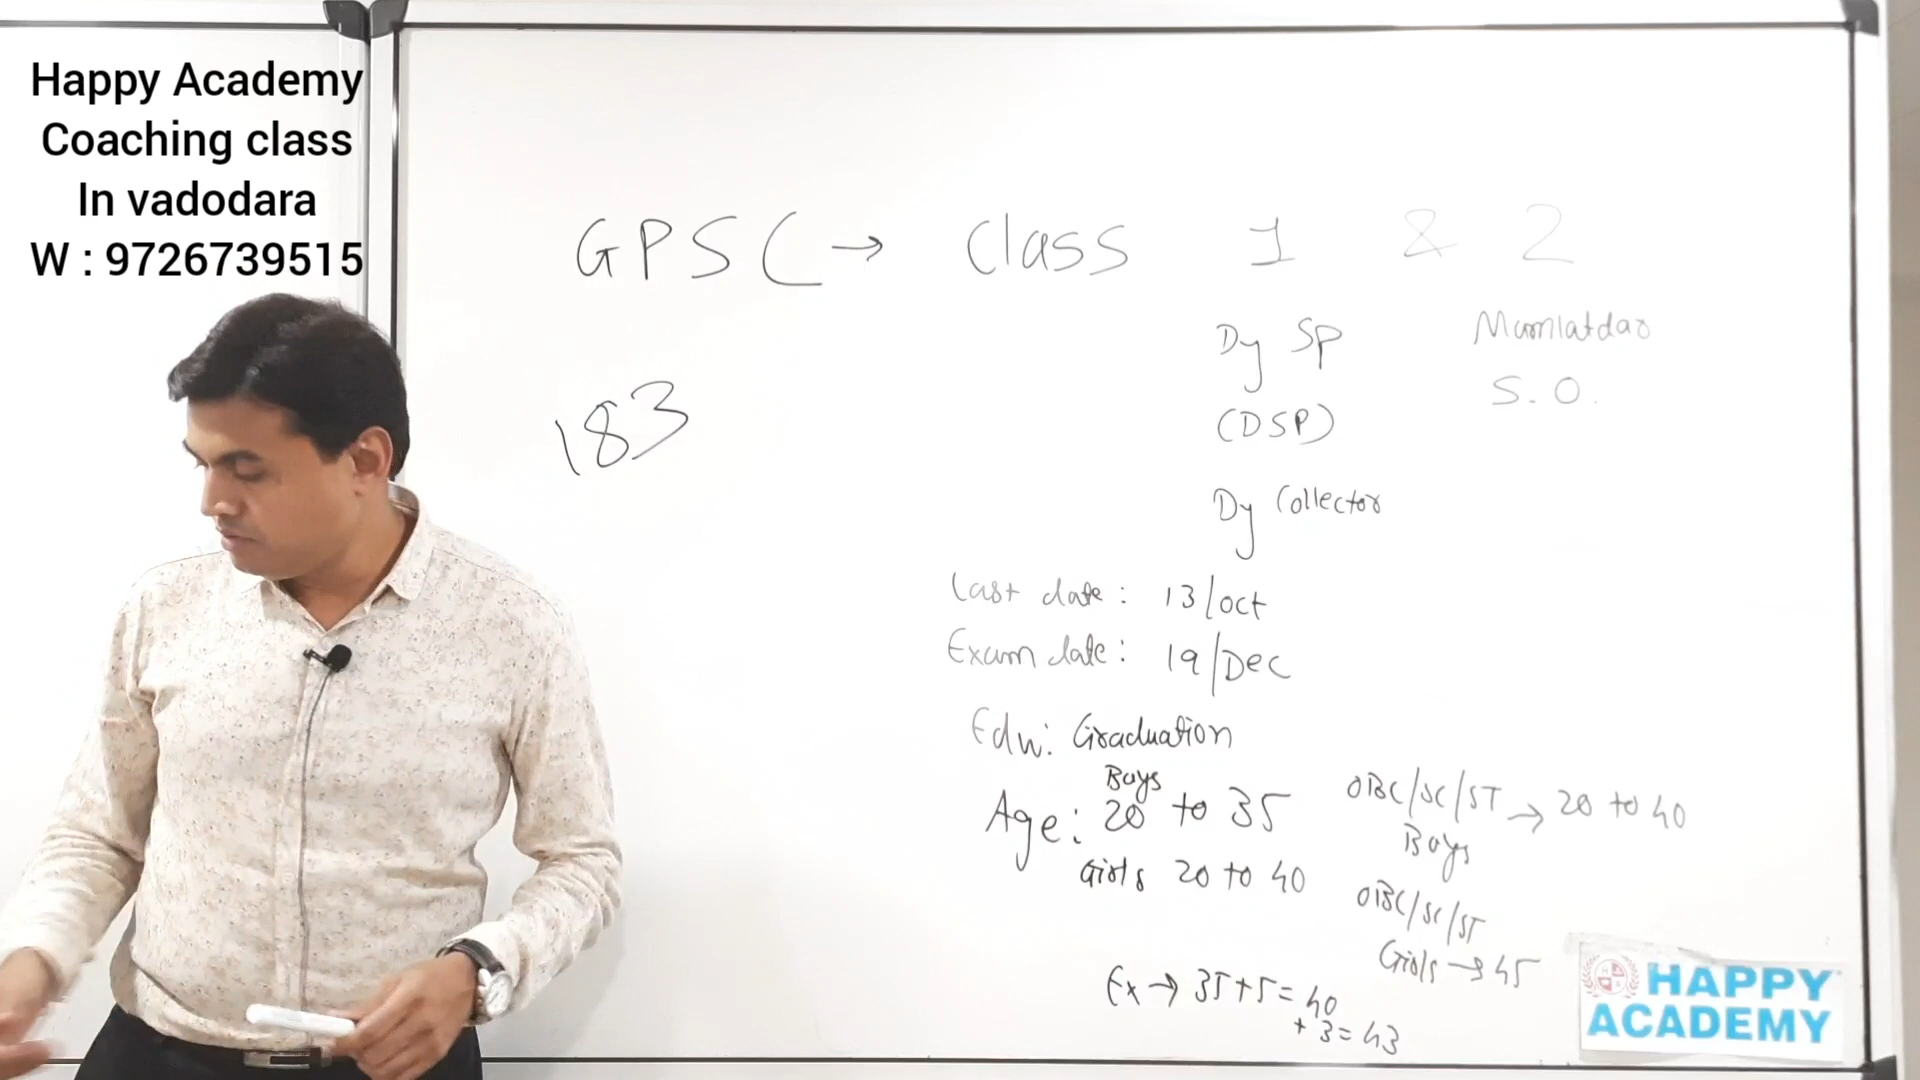 Happy Academy
Coaching class
In vadodara
W : 9726739515
GPSC → Class 1 & 2
Dy SP
(DSP)
Dy Collector
Mamlatdar
S.O.
183
Last date : 13/oct
Exam date : 19/Dec
Edu: Graduation
Age: Boys 20 to 35
Girls 20 to 40
OBC/SC/ST → 20 to 40
Boys
OBC/SC/ST
Girls → 45
Ex → 35+5=40
+3=43
HAPPY
ACADEMY